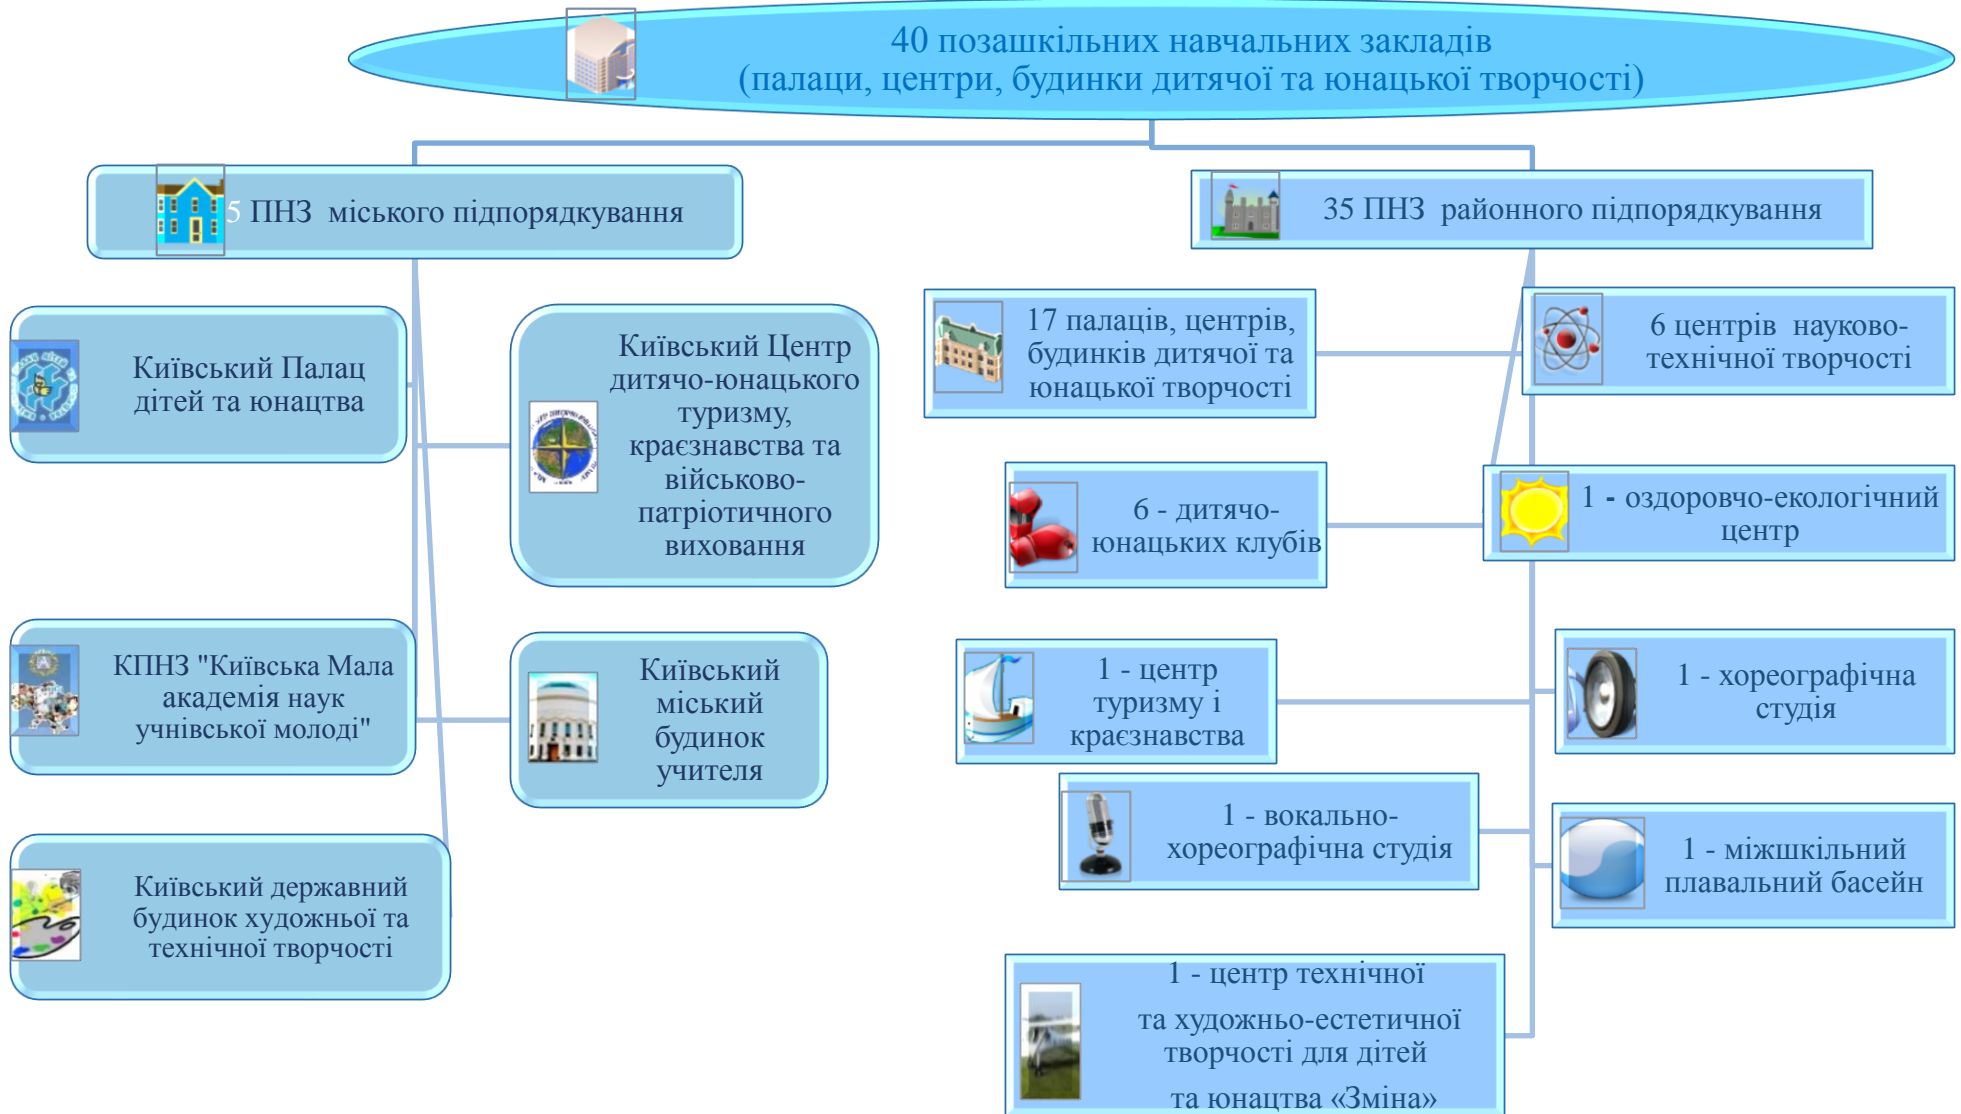 40 позашкільних навчальних закладів
(палаци, центри, будинки дитячої та юнацької творчості)
5 ПНЗ міського підпорядкування
35 ПНЗ районного підпорядкування
Київський Палац
дітей та юнацтва
Київський Центр
дитячо-юнацького
туризму,
краєзнавства та
військово-
патріотичного
виховання
КПНЗ "Київська Мала
академія наук
учнівської молоді"
Київський
міський
будинок
учителя
Київський державний
будинок художньої та
технічної творчості
17 палаців, центрів,
будинків дитячої та
юнацької творчості
6 центрів науково-
технічної творчості
6 - дитячо-
юнацьких клубів
1 - оздоровчо-екологічний
центр
1 - центр
туризму і
краєзнавства
1 - хореографічна
студія
1 - вокально-
хореографічна студія
1 - міжшкільний
плавальний басейн
1 - центр технічної
та художньо-естетичної
творчості для дітей
та юнацтва «Зміна»